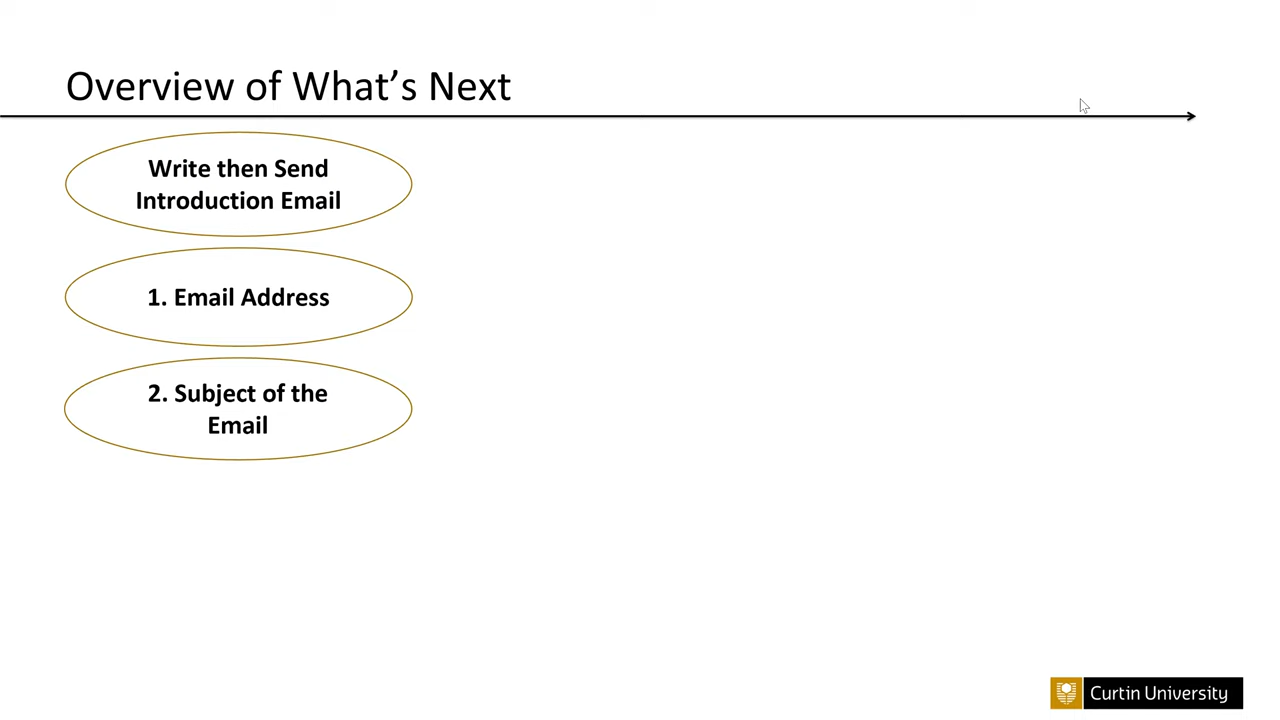 Overview of What's Next
Write then Send
Introduction Email
1. Email Address
2. Subject of the
Email
Curtin University